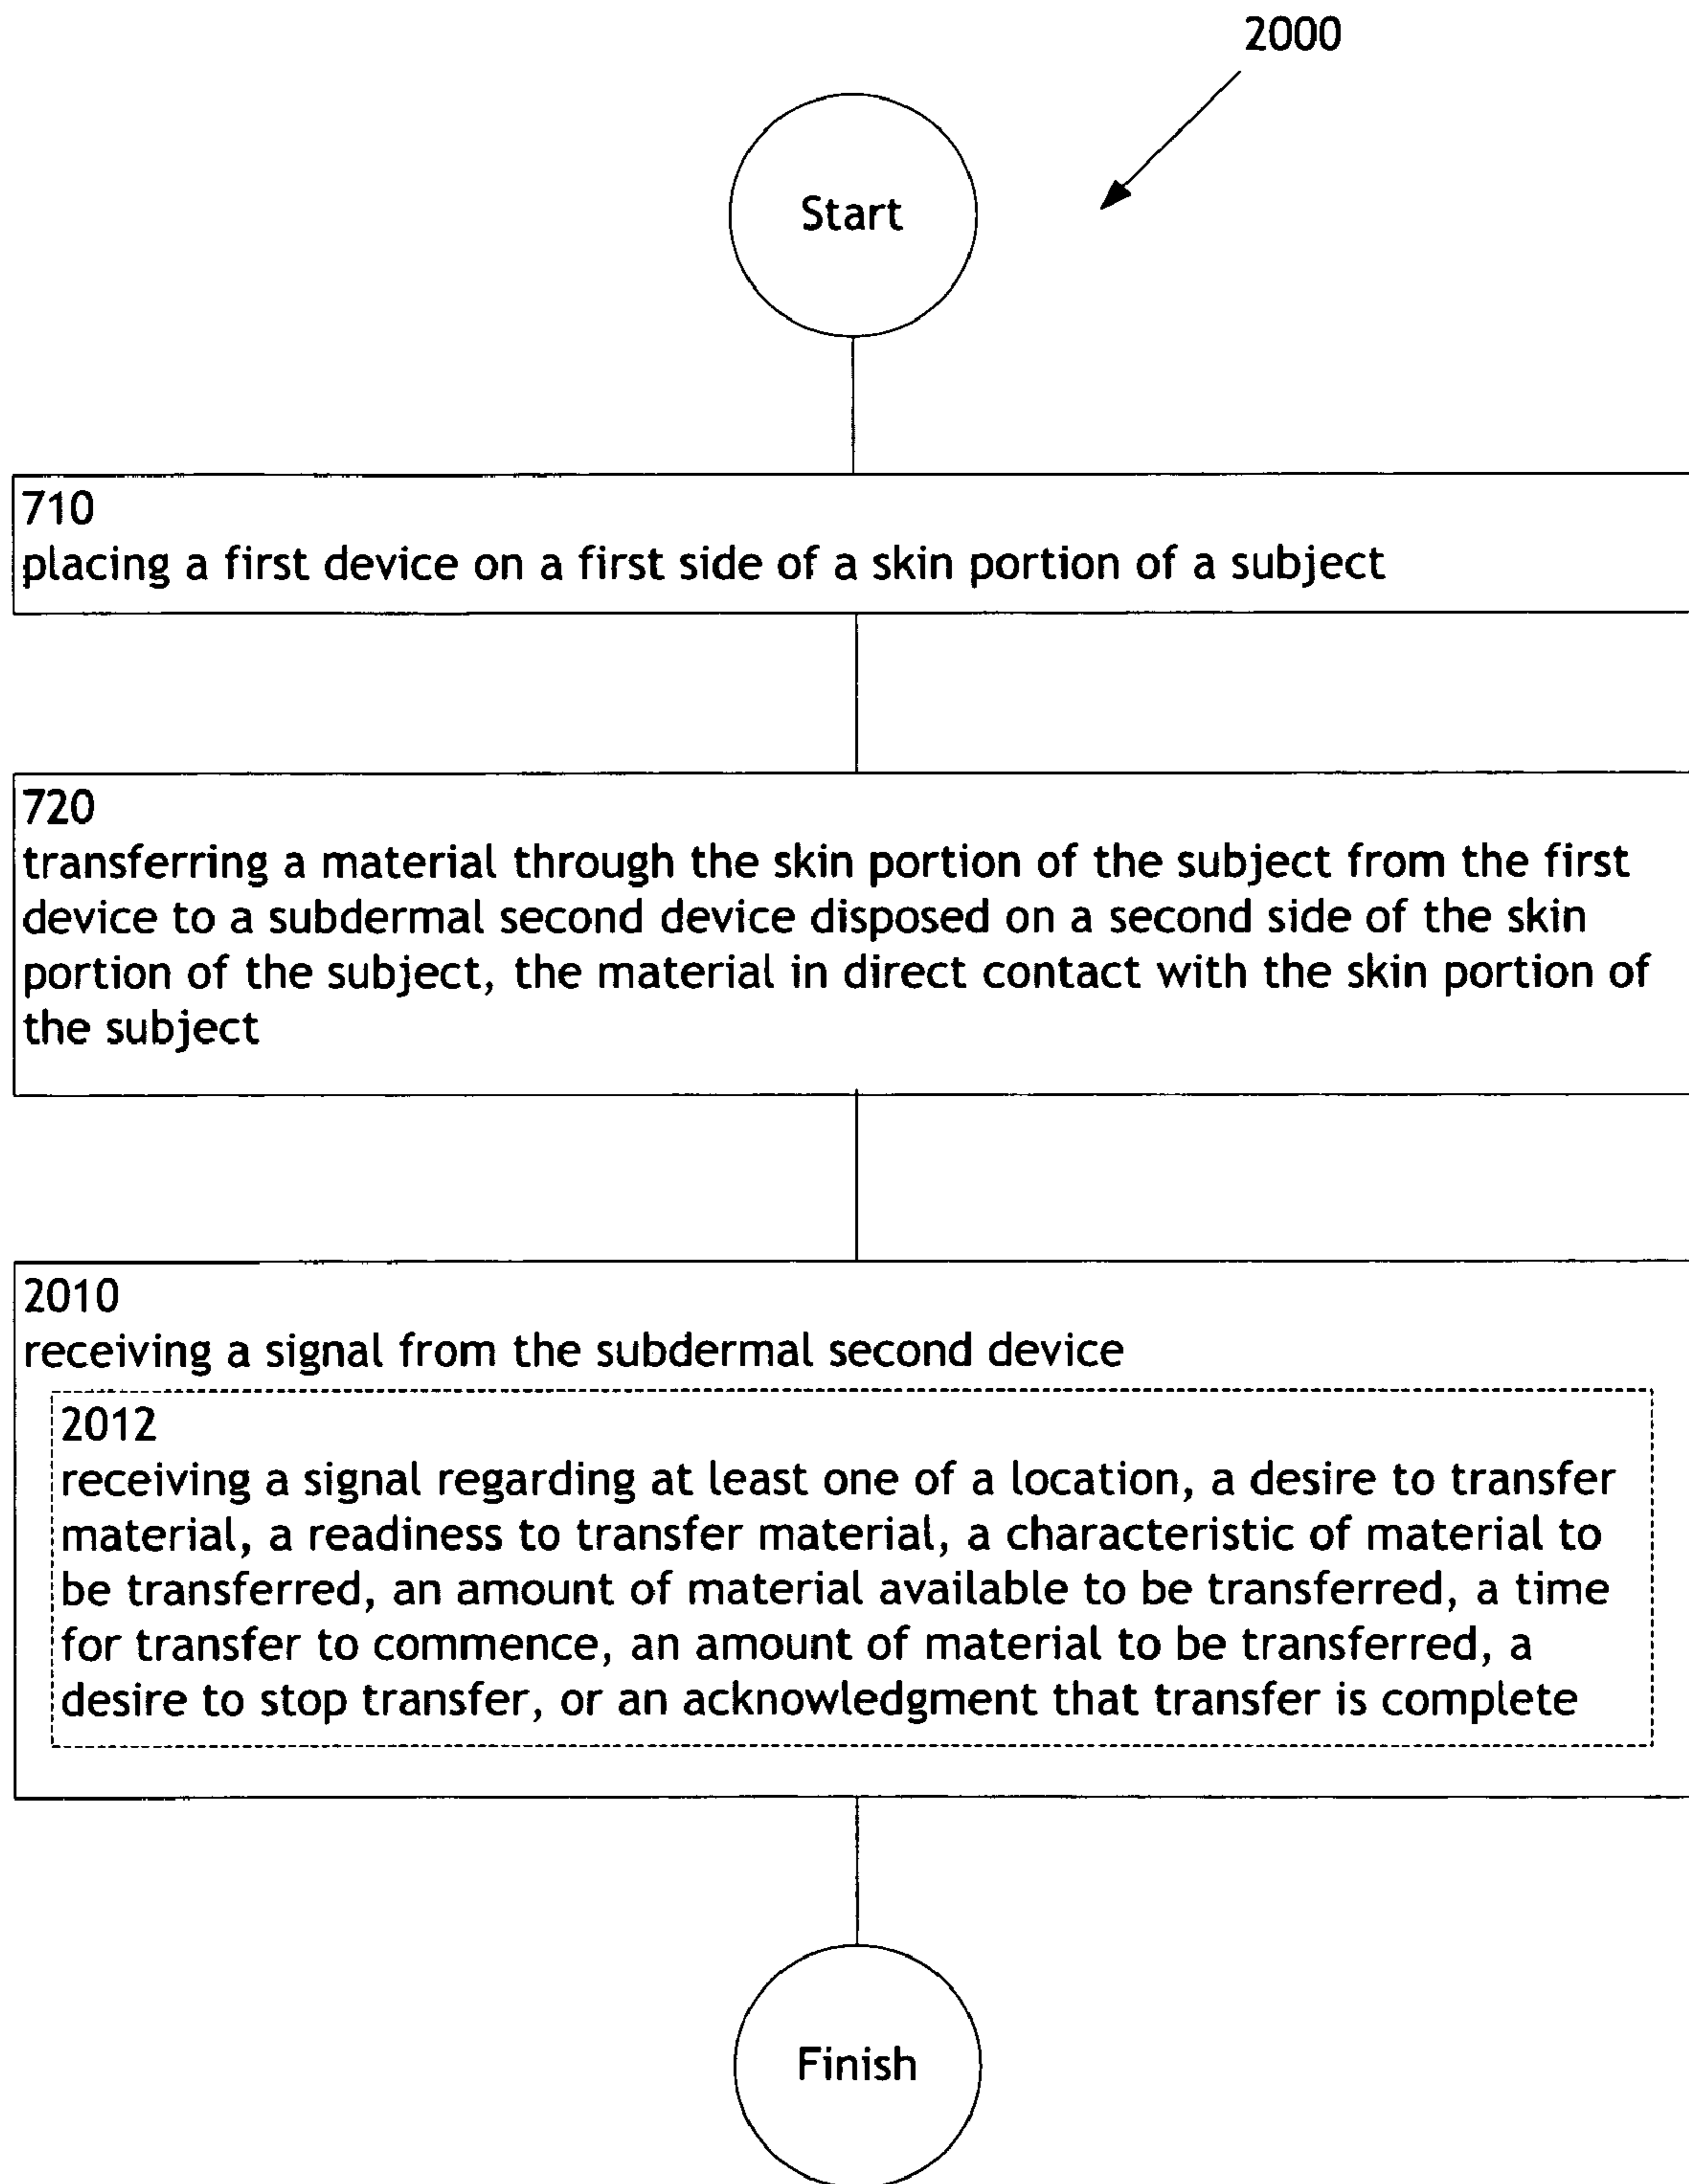 2000
Start
710
placing a first device on a first side of a skin portion of a subject
720
transferring a material through the skin portion of the subject from the first
device to a subdermal second device disposed on a second side of the skin
portion of the subject, the material in direct contact with the skin portion of
the subject
2010
receiving a signal from the subdermal second device
2012
receiving a signal regarding at least one of a location, a desire to transfer
material, a readiness to transfer material, a characteristic of material to
be transferred, an amount of material available to be transferred, a time
for transfer to commence, an amount of material to be transferred, a
desire to stop transfer, or an acknowledgment that transfer is complete
Finish